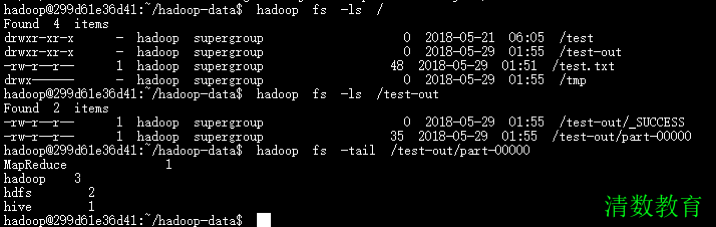 hadoop@299d61e36d41:~/hadoop-data$ hadoop fs -ls /
Found 4 items
drwxr-xr-x - hadoop supergroup 0 2018-05-21 06:05 /test
drwxr-xr-x - hadoop supergroup 0 2018-05-29 01:55 /test-out
-rw-r--r-- 1 hadoop supergroup 48 2018-05-29 01:51 /test.txt
drwx------ - hadoop supergroup 0 2018-05-29 01:55 /tmp
hadoop@299d61e36d41:~/hadoop-data$ hadoop fs -ls /test-out
Found 2 items
-rw-r--r-- 1 hadoop supergroup 0 2018-05-29 01:55 /test-out/_SUCCESS
-rw-r--r-- 1 hadoop supergroup 35 2018-05-29 01:55 /test-out/part-00000
hadoop@299d61e36d41:~/hadoop-data$ hadoop fs -tail /test-out/part-00000
MapReduce 1
hadoop 3
hdfs 2
hive 1
hadoop@299d61e36d41:~/hadoop-data$
清数教育